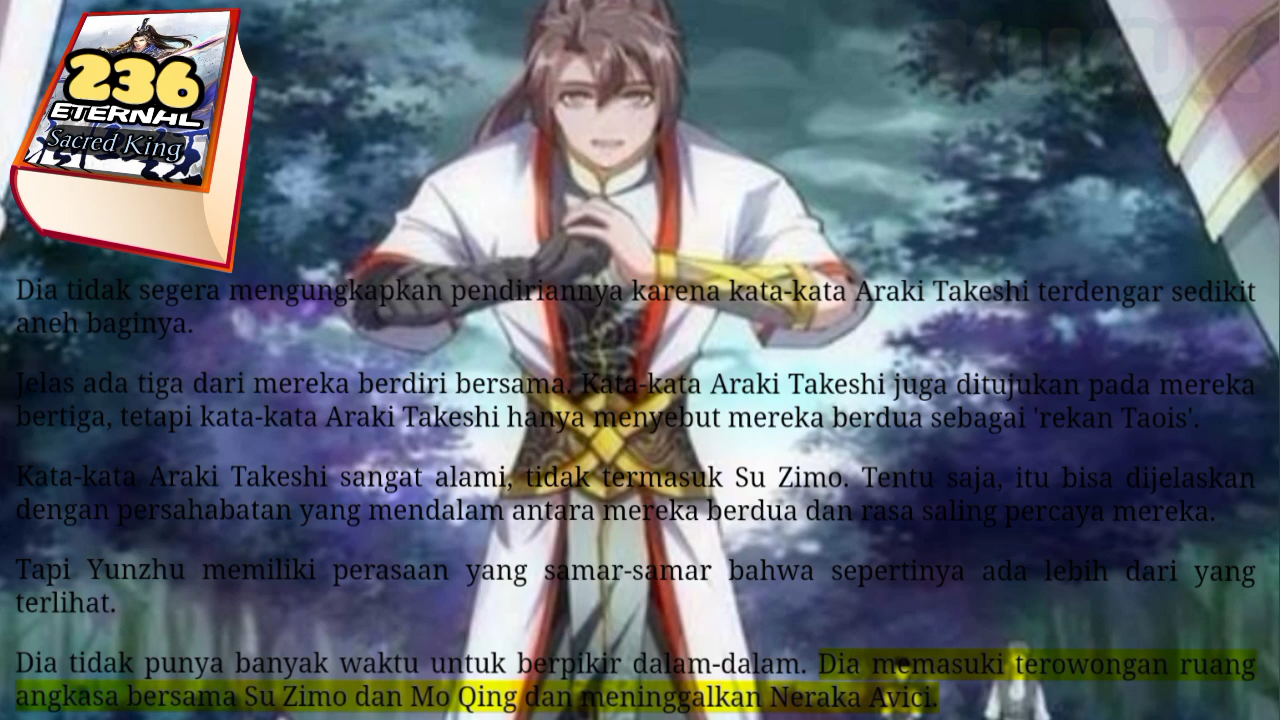 236
ETERNAL
Sacred King
Dia tidak segera mengungkapkan pendiriannya karena kata-kata Araki Takeshi terdengar sedikit
aneh baginya.
Jelas ada tiga dari mereka berdiri bersama. Kata-kata Araki Takeshi juga ditujukan pada mereka
bertiga, tetapi kata-kata Araki Takeshi hanya menyebut mereka berdua sebagai 'rekan Taois'.
Kata-kata Araki Takeshi sangat alami, tidak termasuk Su Zimo. Tentu saja, itu bisa dijelaskan
dengan persahabatan yang mendalam antara mereka berdua dan rasa saling percaya mereka.
Tapi Yunzhu memiliki perasaan yang samar-samar bahwa sepertinya ada lebih dari yang
terlihat.
Dia tidak punya banyak waktu untuk berpikir dalam-dalam. Dia memasuki terowongan ruang
angkasa bersama Su Zimo dan Mo Qing dan meninggalkan Neraka Avici.